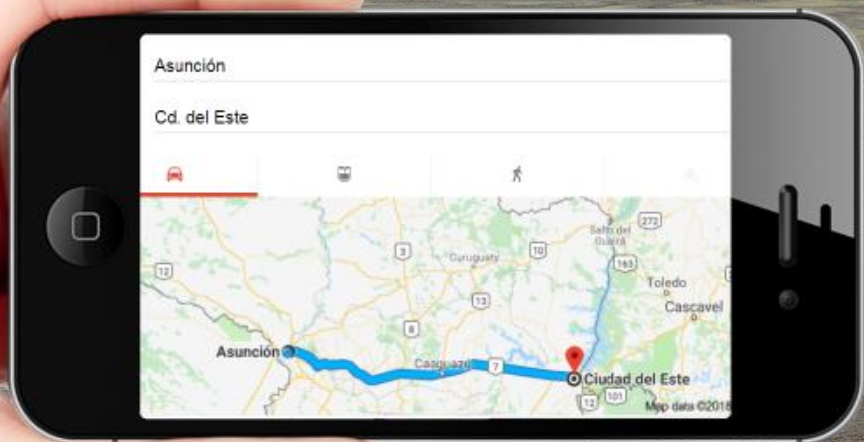 Asunción
Cd. del Este
272
Salto del
Guairá
3
Curuguaty
10
163
12
Toledo
13
Cascavel
8
Asunción
Caaguazú
7
Ciudad del Este
12
101
Map data ©2018